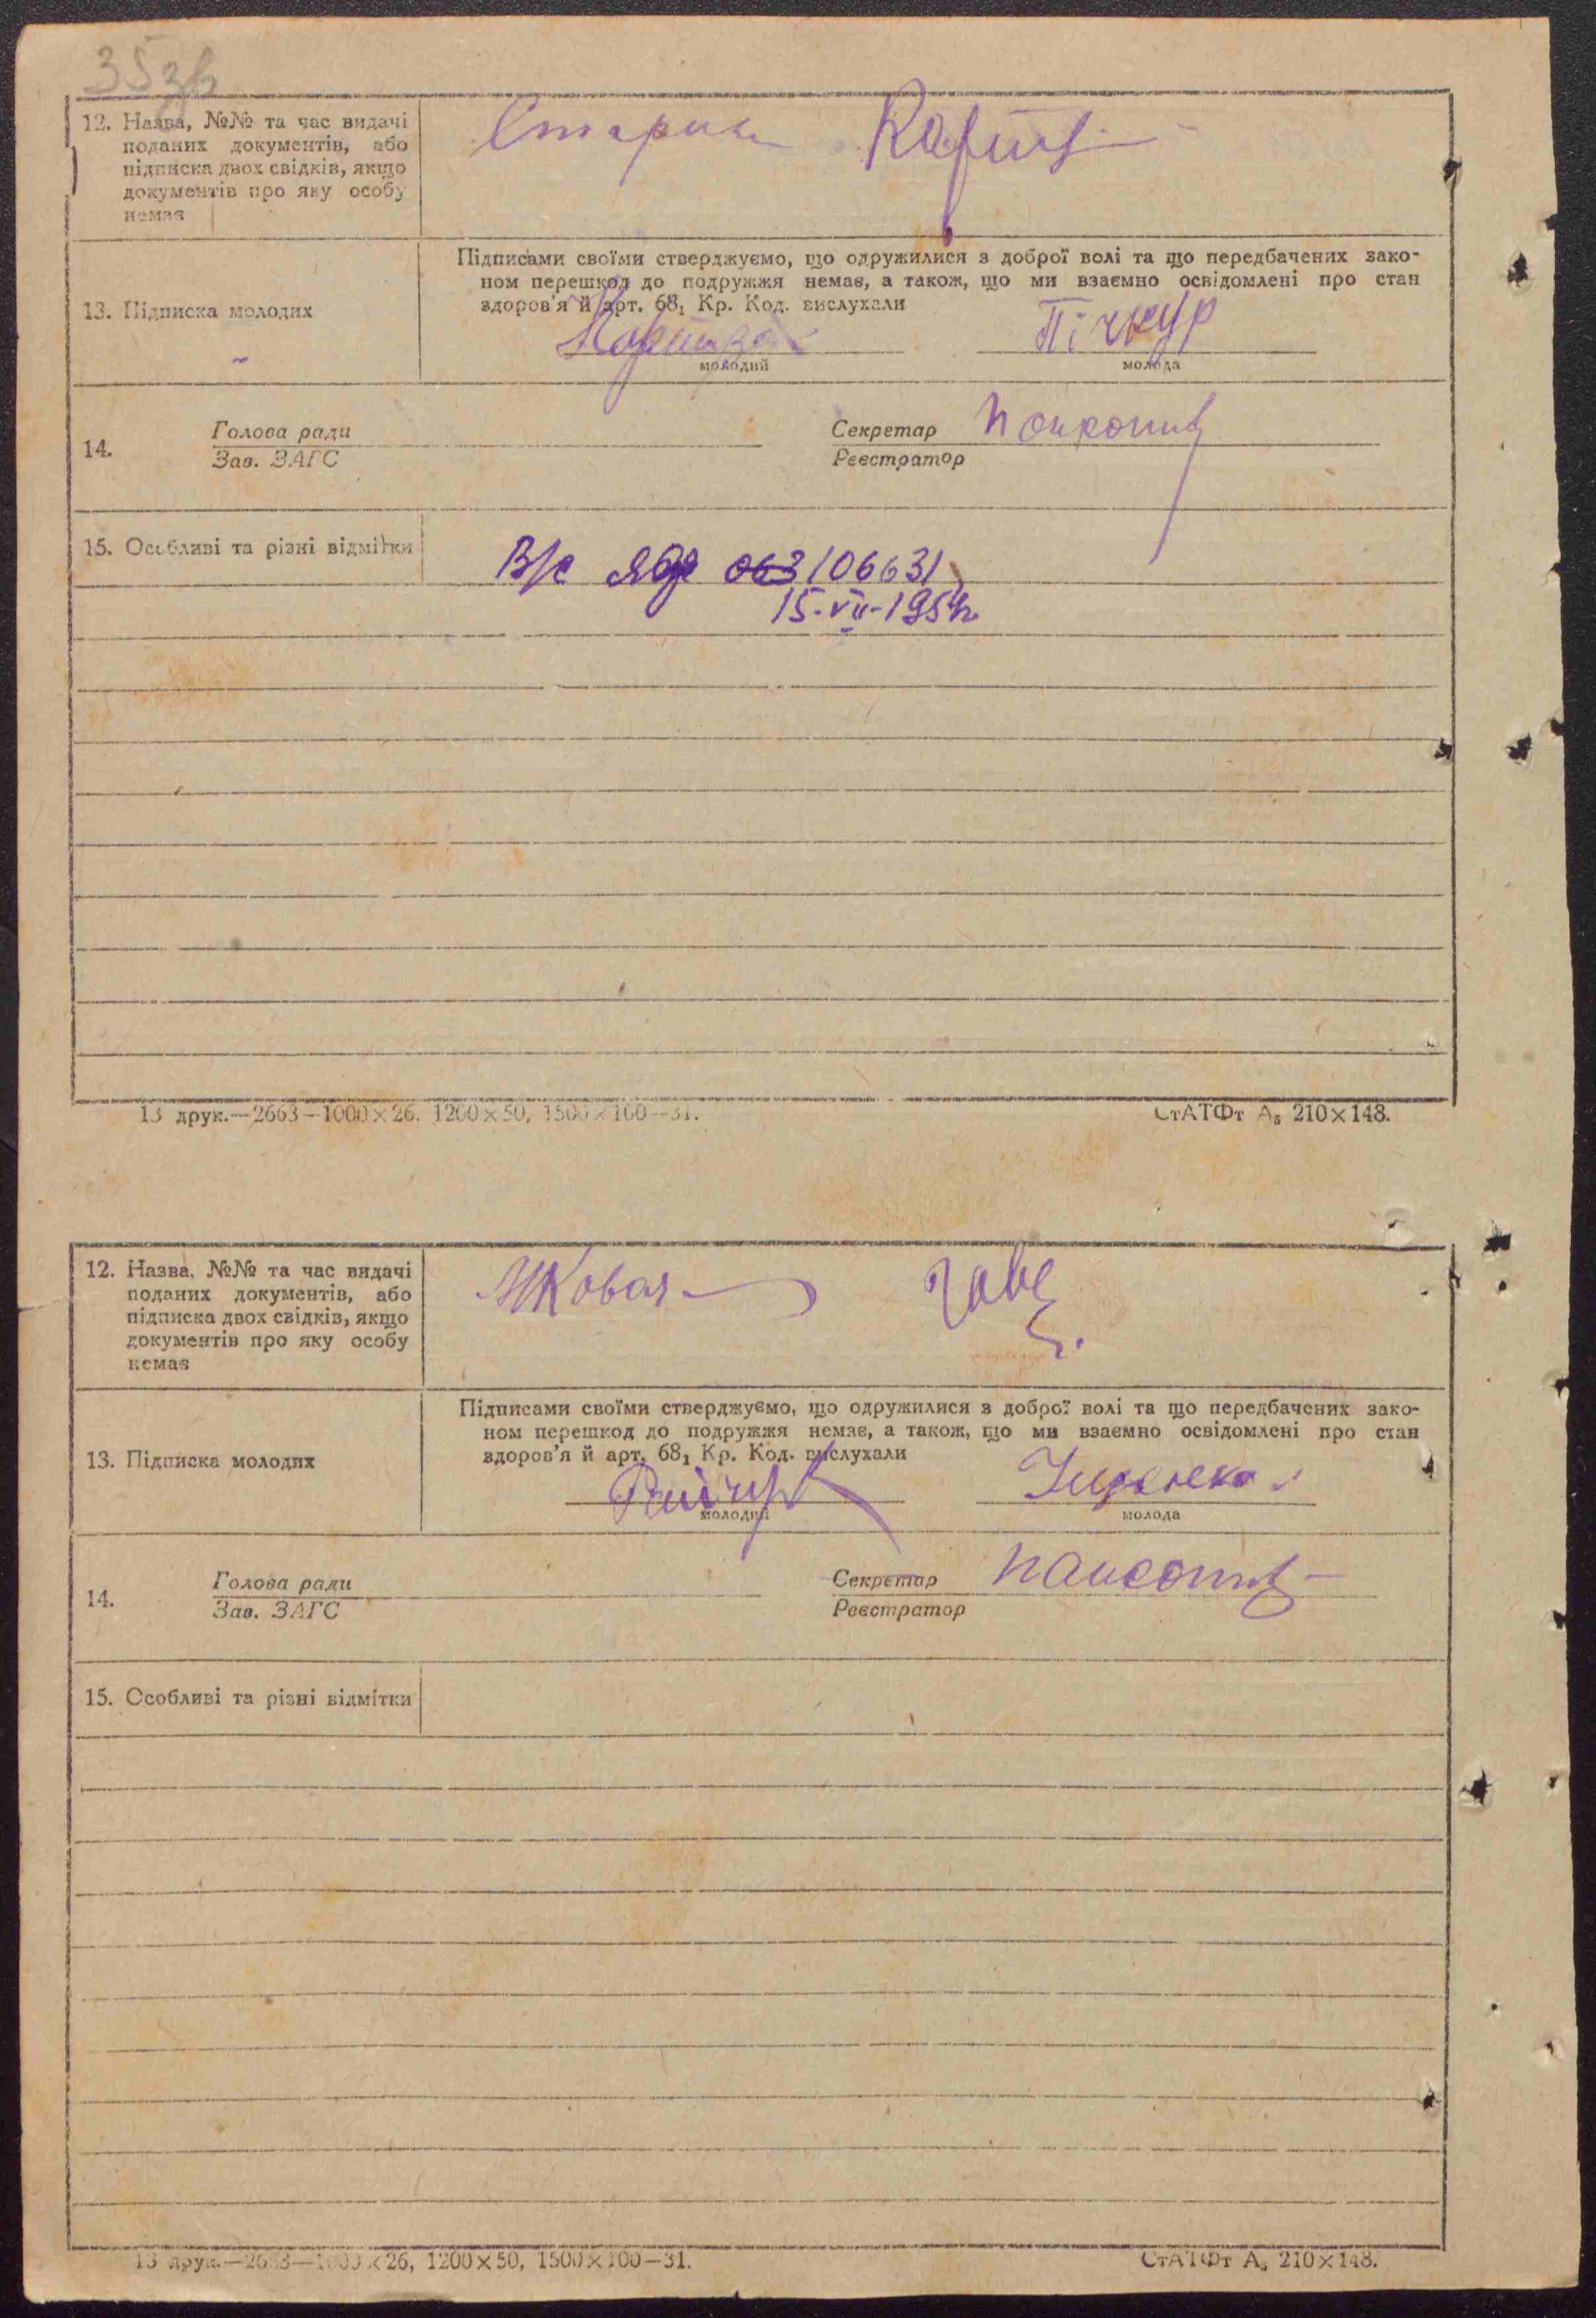 35зв
12. Назва, №№ та час видачі
поданих документів, або
підписка двох свідків, якщо
документів про яку особу
немає
13. Підписка молодих
Підписами своїми стверджуємо, що одружилися з доброї волі та що передбачених зако-
ном перешкод до подружжя немає, а також, що ми взаємно освідомлені про стан
здоров'я й арт. 68₁ Кр. Код. вислухали
Пічкур
молодий молода
14. Голова ради Секретар
Зав. ЗАГС Реєстратор
15. Особливі та різні відмітки
063106631
15-VII-1954
13 друк.—2663—1000×26. 1200×50, 1500×100—31. СтАТФт А₅ 210×148.
12. Назва, №№ та час видачі
поданих документів, або
підписка двох свідків, якщо
документів про яку особу
немає
13. Підписка молодих
Підписами своїми стверджуємо, що одружилися з доброї волі та що передбачених зако-
ном перешкод до подружжя немає, а також, що ми взаємно освідомлені про стан
здоров'я й арт. 68₁ Кр. Код. вислухали
молодий молода
14. Голова ради Секретар
Зав. ЗАГС Реєстратор
15. Особливі та різні відмітки
13 друк.—2663—1000×26, 1200×50, 1500×100—31. СтАТФт А₅ 210×148.